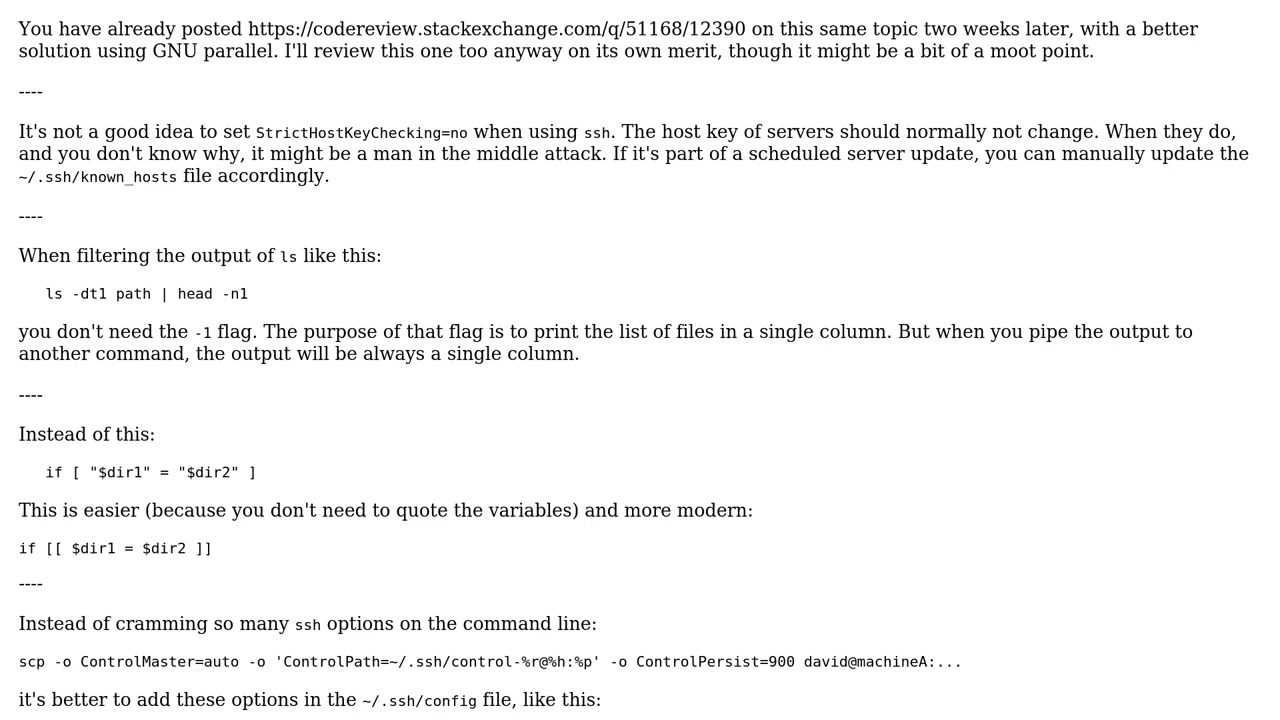 You have already posted https://codereview.stackexchange.com/q/51168/12390 on this same topic two weeks later, with a better
solution using GNU parallel. I'll review this one too anyway on its own merit, though it might be a bit of a moot point.
----
It's not a good idea to set StrictHostKeyChecking=no when using ssh. The host key of servers should normally not change. When they do,
and you don't know why, it might be a man in the middle attack. If it's part of a scheduled server update, you can manually update the
~/.ssh/known_hosts file accordingly.
----
When filtering the output of ls like this:
ls -dt1 path | head -n1
you don't need the -1 flag. The purpose of that flag is to print the list of files in a single column. But when you pipe the output to
another command, the output will be always a single column.
----
Instead of this:
if [ "$dir1" = "$dir2" ]
This is easier (because you don't need to quote the variables) and more modern:
if [[ $dir1 = $dir2 ]]
----
Instead of cramming so many ssh options on the command line:
scp -o ControlMaster=auto -o 'ControlPath=~/.ssh/control-%r@%h:%p' -o ControlPersist=900 david@machineA:...
it's better to add these options in the ~/.ssh/config file, like this: